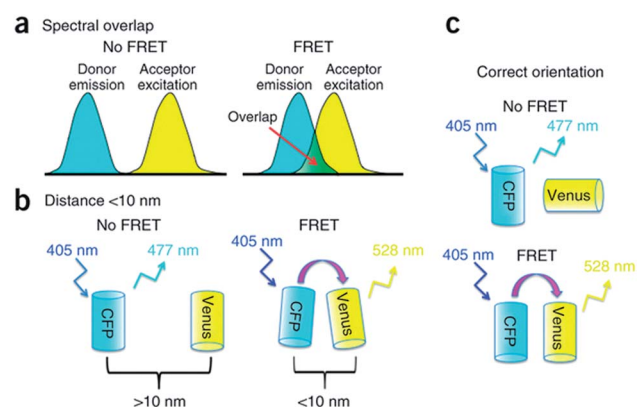 a Spectral overlap
No FRET
Donor emission
Acceptor excitation
FRET
Donor emission
Acceptor excitation
Overlap
b Distance <10 nm
No FRET
405 nm
477 nm
CFP
Venus
>10 nm
FRET
405 nm
528 nm
CFP
Venus
<10 nm
c
Correct orientation
No FRET
405 nm
477 nm
CFP
Venus
FRET
405 nm
528 nm
CFP
Venus